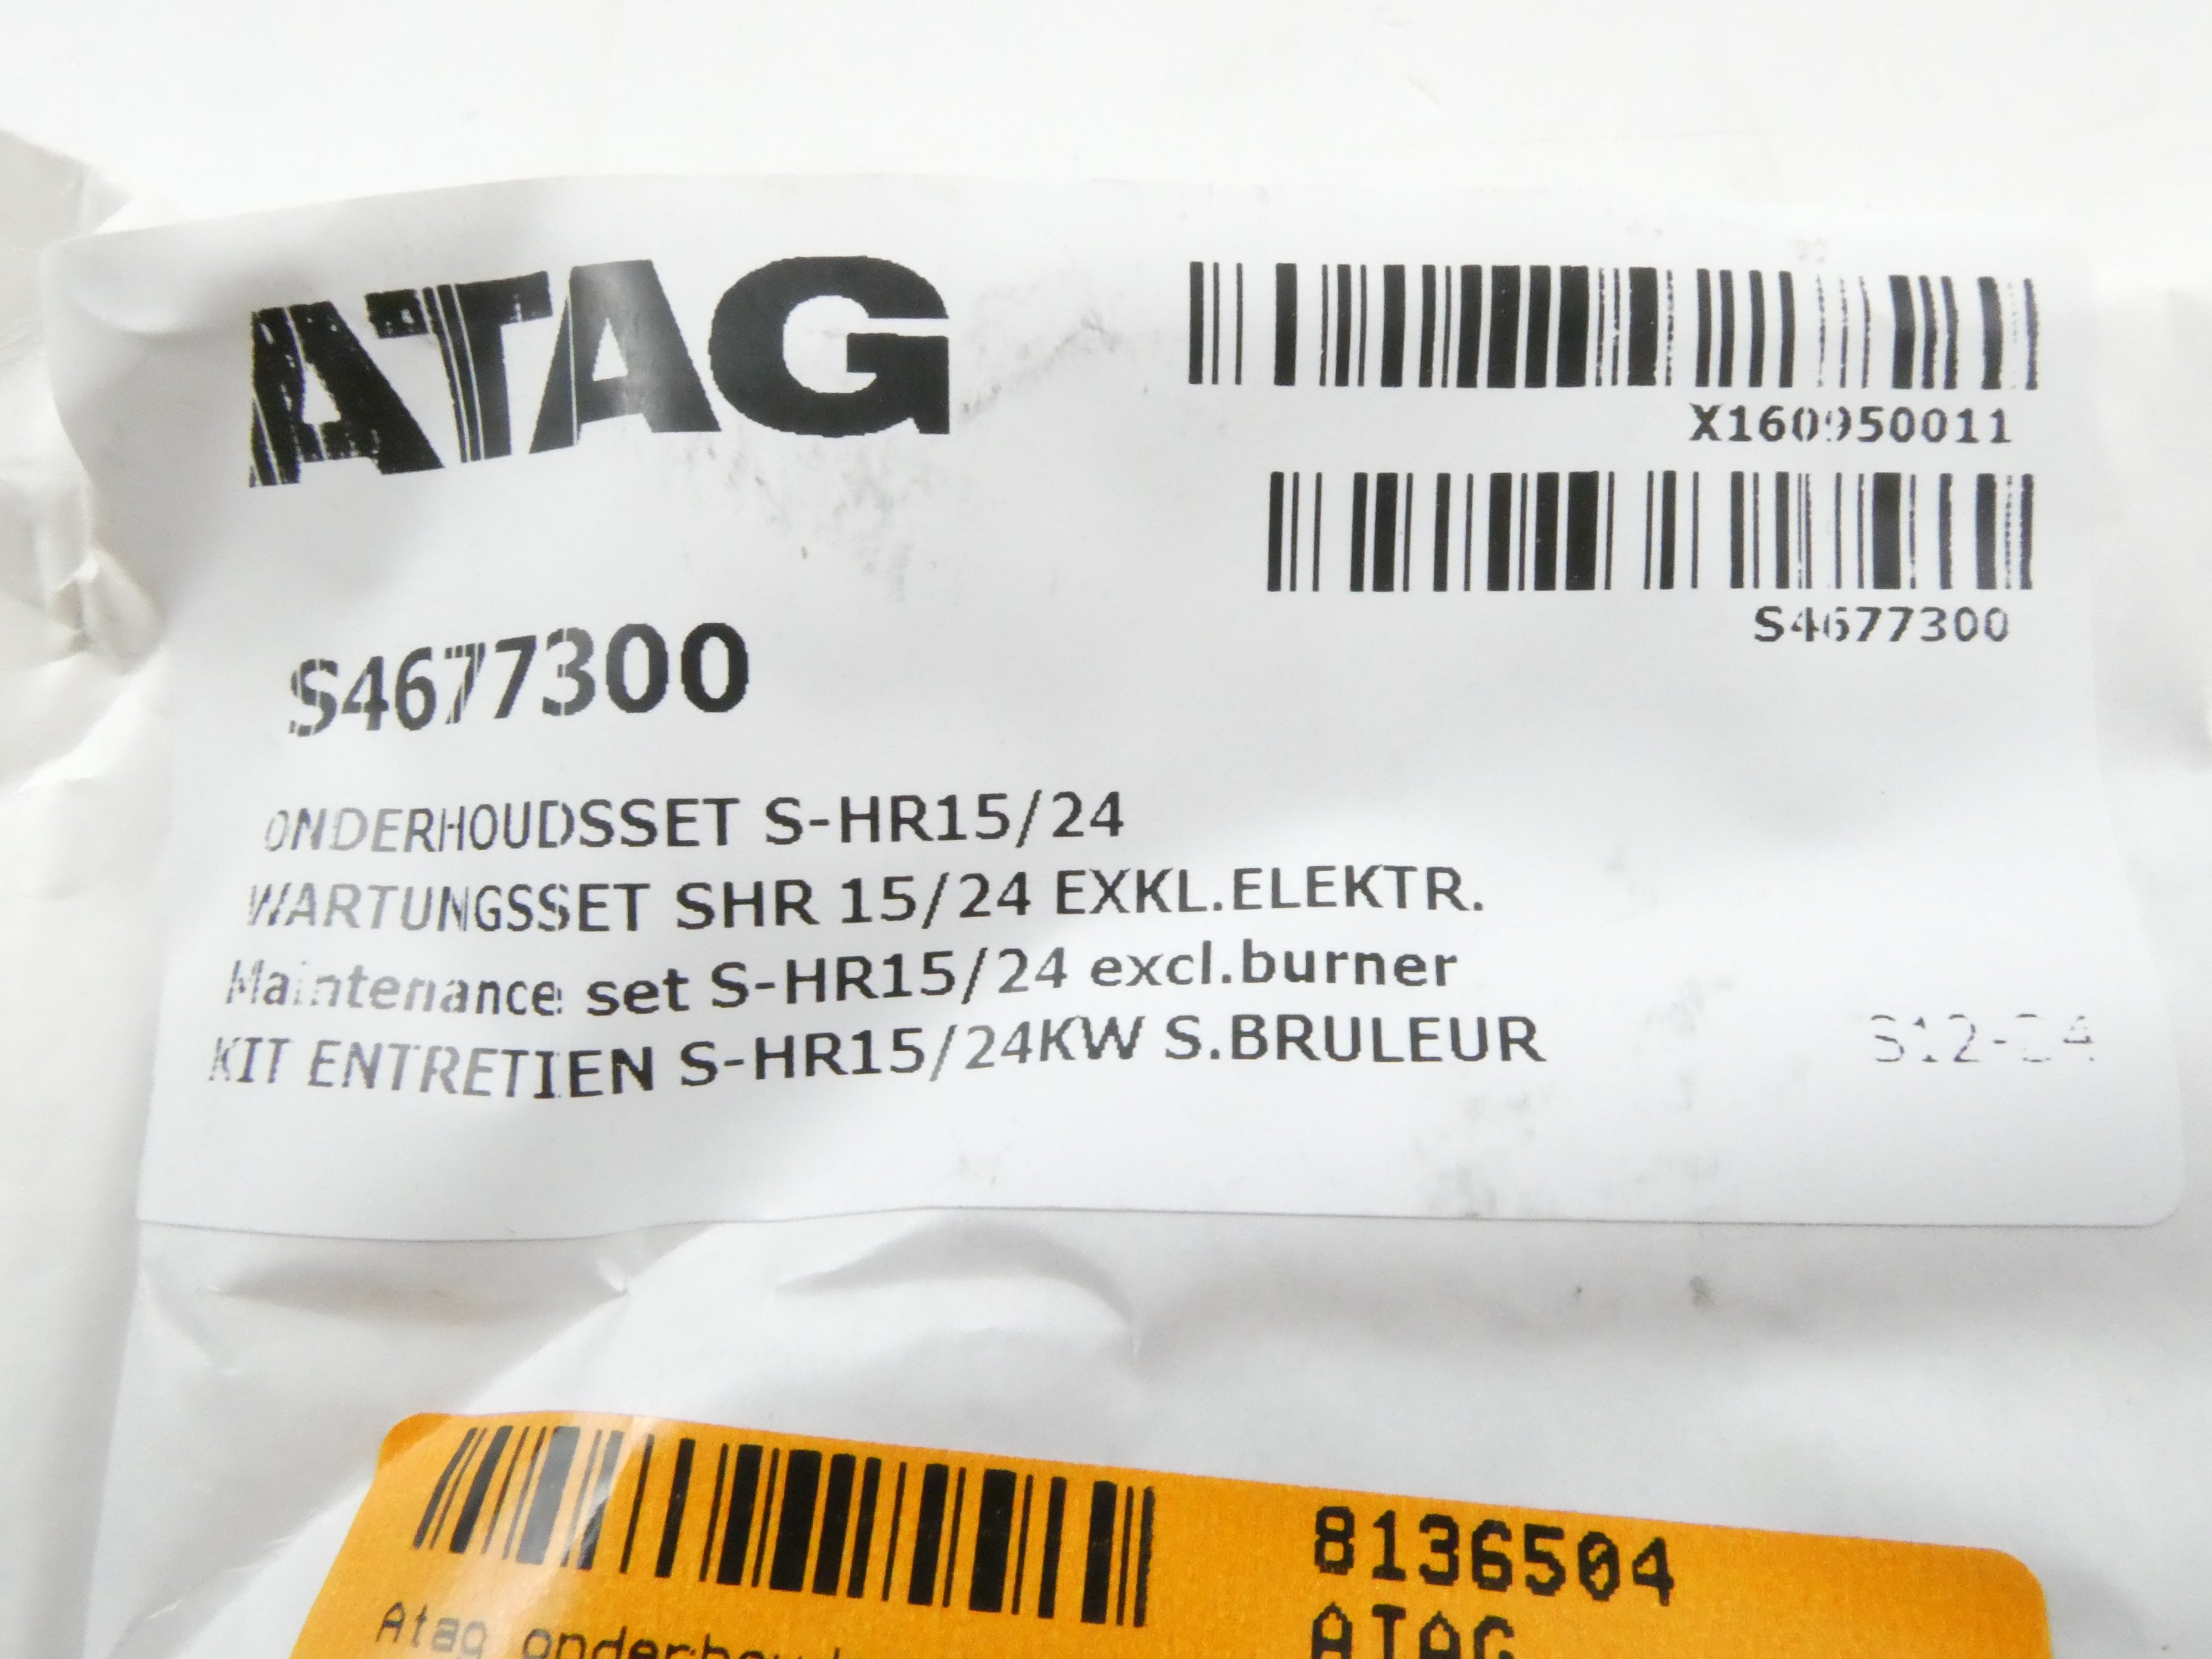 ATAG
X160950011
S4677300
S4677300
ONDERHOUDSSET S-HR15/24
WARTUNGSSET SHR 15/24 EXKL.ELEKTR.
Maintenance set S-HR15/24 excl.burner
KIT ENTRETIEN S-HR15/24KW S.BRULEUR
8136504
Atag
ATAG